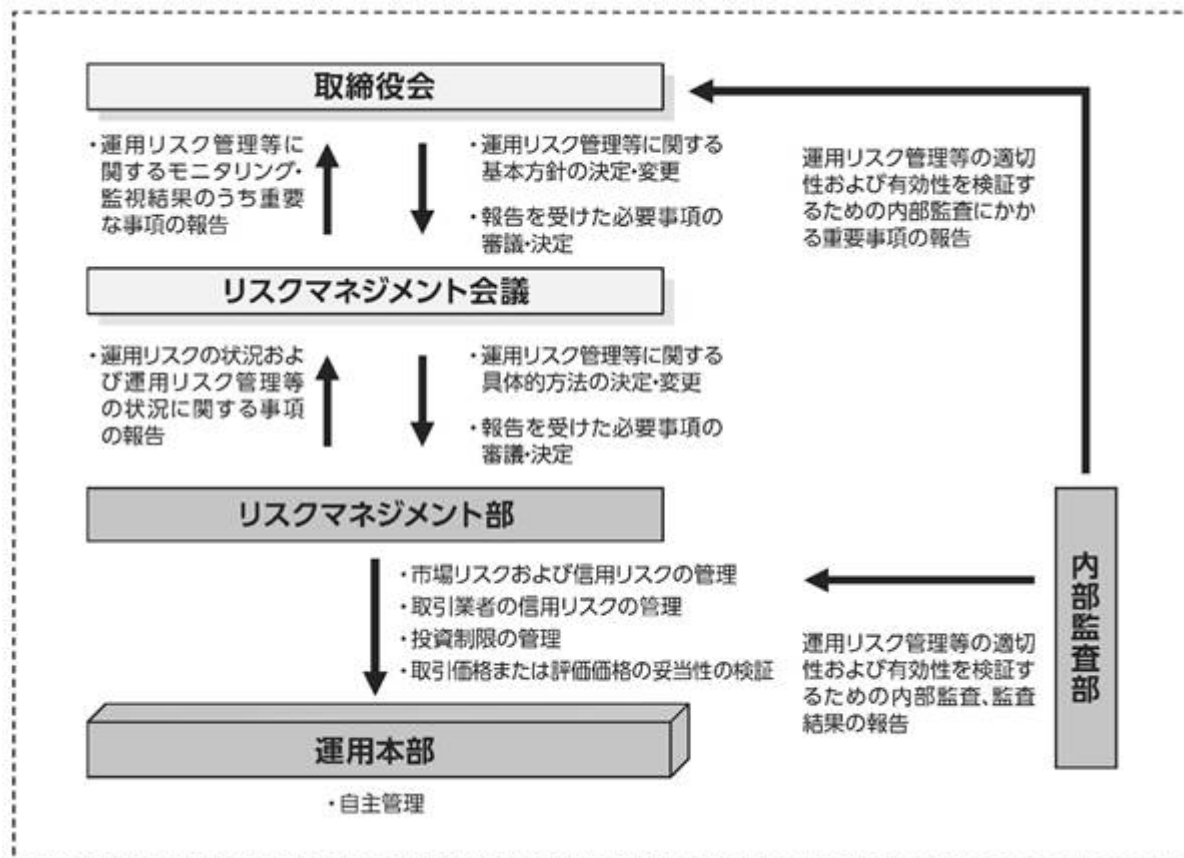 取締役会
・運用リスク管理等に
関するモニタリング・
監視結果のうち重要
な事項の報告
・運用リスク管理等に関する
基本方針の決定・変更
・報告を受けた必要事項の
審議・決定
運用リスク管理等の適切
性および有効性を検証す
るための内部監査にかか
る重要事項の報告
リスクマネジメント会議
・運用リスクの状況およ
び運用リスク管理等
の状況に関する事項
の報告
・運用リスク管理等に関する
具体的方法の決定・変更
・報告を受けた必要事項の
審議・決定
リスクマネジメント部
・市場リスクおよび信用リスクの管理
・取引業者の信用リスクの管理
・投資制限の管理
・取引価格または評価価格の妥当性の検証
内部監査部
運用リスク管理等の適切
性および有効性を検証す
るための内部監査、監査
結果の報告
運用本部
・自主管理